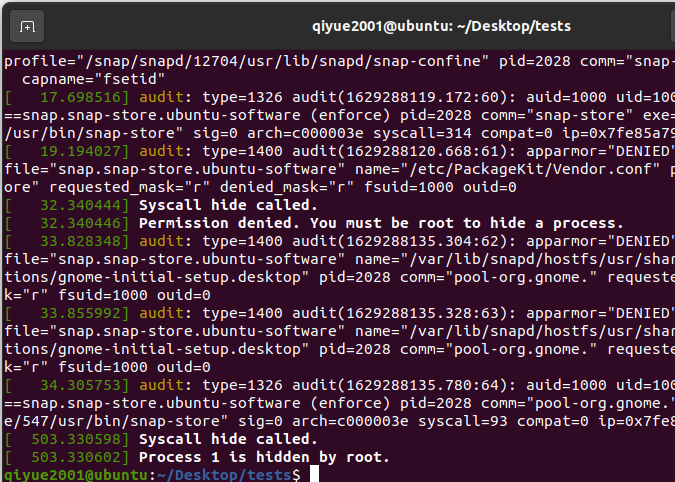 qiyue2001@ubuntu: ~/Desktop/tests
profile="/snap/snapd/12704/usr/lib/snapd/snap-confine" pid=2028 comm="snap-
  capname="fsetid"
[   17.698516] audit: type=1326 audit(1629288119.172:60): auid=1000 uid=100
==snap.snap-store.ubuntu-software (enforce) pid=2028 comm="snap-store" exe=
/usr/bin/snap-store" sig=0 arch=c000003e syscall=314 compat=0 ip=0x7fe85a79
[   19.194027] audit: type=1400 audit(1629288120.668:61): apparmor="DENIED"
file="snap.snap-store.ubuntu-software" name="/etc/PackageKit/Vendor.conf" p
ore" requested_mask="r" denied_mask="r" fsuid=1000 ouid=0
[   32.340444] Syscall hide called.
[   32.340446] Permission denied. You must be root to hide a process.
[   33.828348] audit: type=1400 audit(1629288135.304:62): apparmor="DENIED"
file="snap.snap-store.ubuntu-software" name="/var/lib/snapd/hostfs/usr/shar
tions/gnome-initial-setup.desktop" pid=2028 comm="pool-org.gnome." requeste
k="r" fsuid=1000 ouid=0
[   33.855992] audit: type=1400 audit(1629288135.328:63): apparmor="DENIED"
file="snap.snap-store.ubuntu-software" name="/var/lib/snapd/hostfs/usr/shar
tions/gnome-initial-setup.desktop" pid=2028 comm="pool-org.gnome." requeste
k="r" fsuid=1000 ouid=0
[   34.305753] audit: type=1326 audit(1629288135.780:64): auid=1000 uid=100
==snap.snap-store.ubuntu-software (enforce) pid=2028 comm="pool-org.gnome."
e/547/usr/bin/snap-store" sig=0 arch=c000003e syscall=93 compat=0 ip=0x7fe8
[  503.330598] Syscall hide called.
[  503.330602] Process 1 is hidden by root.
qiyue2001@ubuntu:~/Desktop/tests$